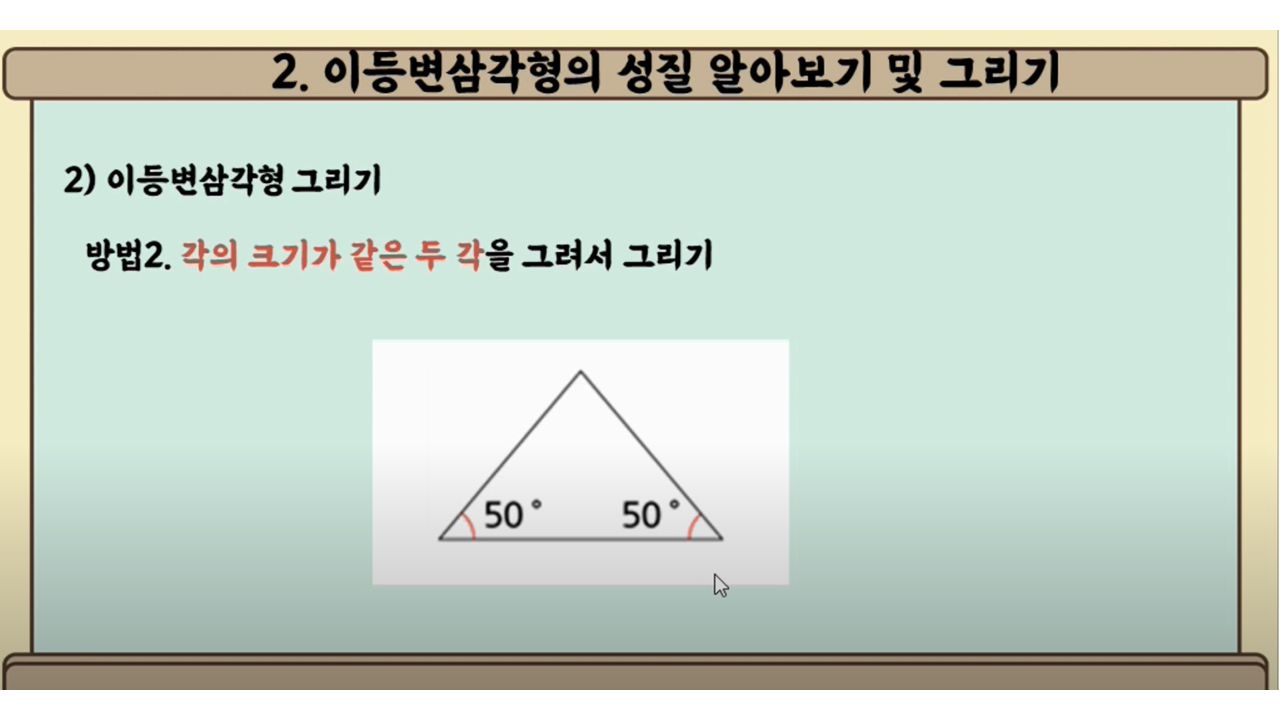 2. 이등변삼각형의 성질 알아보기 및 그리기
2) 이등변삼각형 그리기
방법2. 각의 크기가 같은 두 각을 그려서 그리기
50° 50°